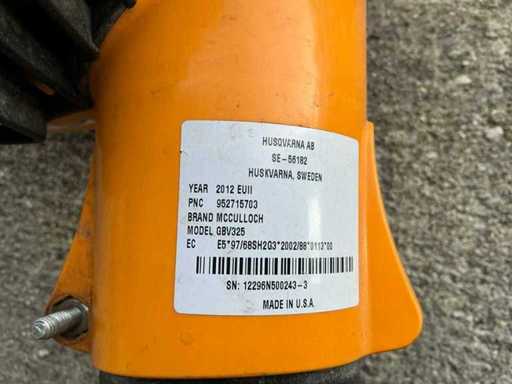 HUSQVARNA AB
SE-56182
HUSKVARNA, SWEDEN
YEAR 2012 EUII
PNC 952715703
BRAND MCCULLOCH
MODEL GBV325
EC E5*97/68SH2G3*2002/88*0113*00
SN: 12296N500243-3
MADE IN U.S.A.